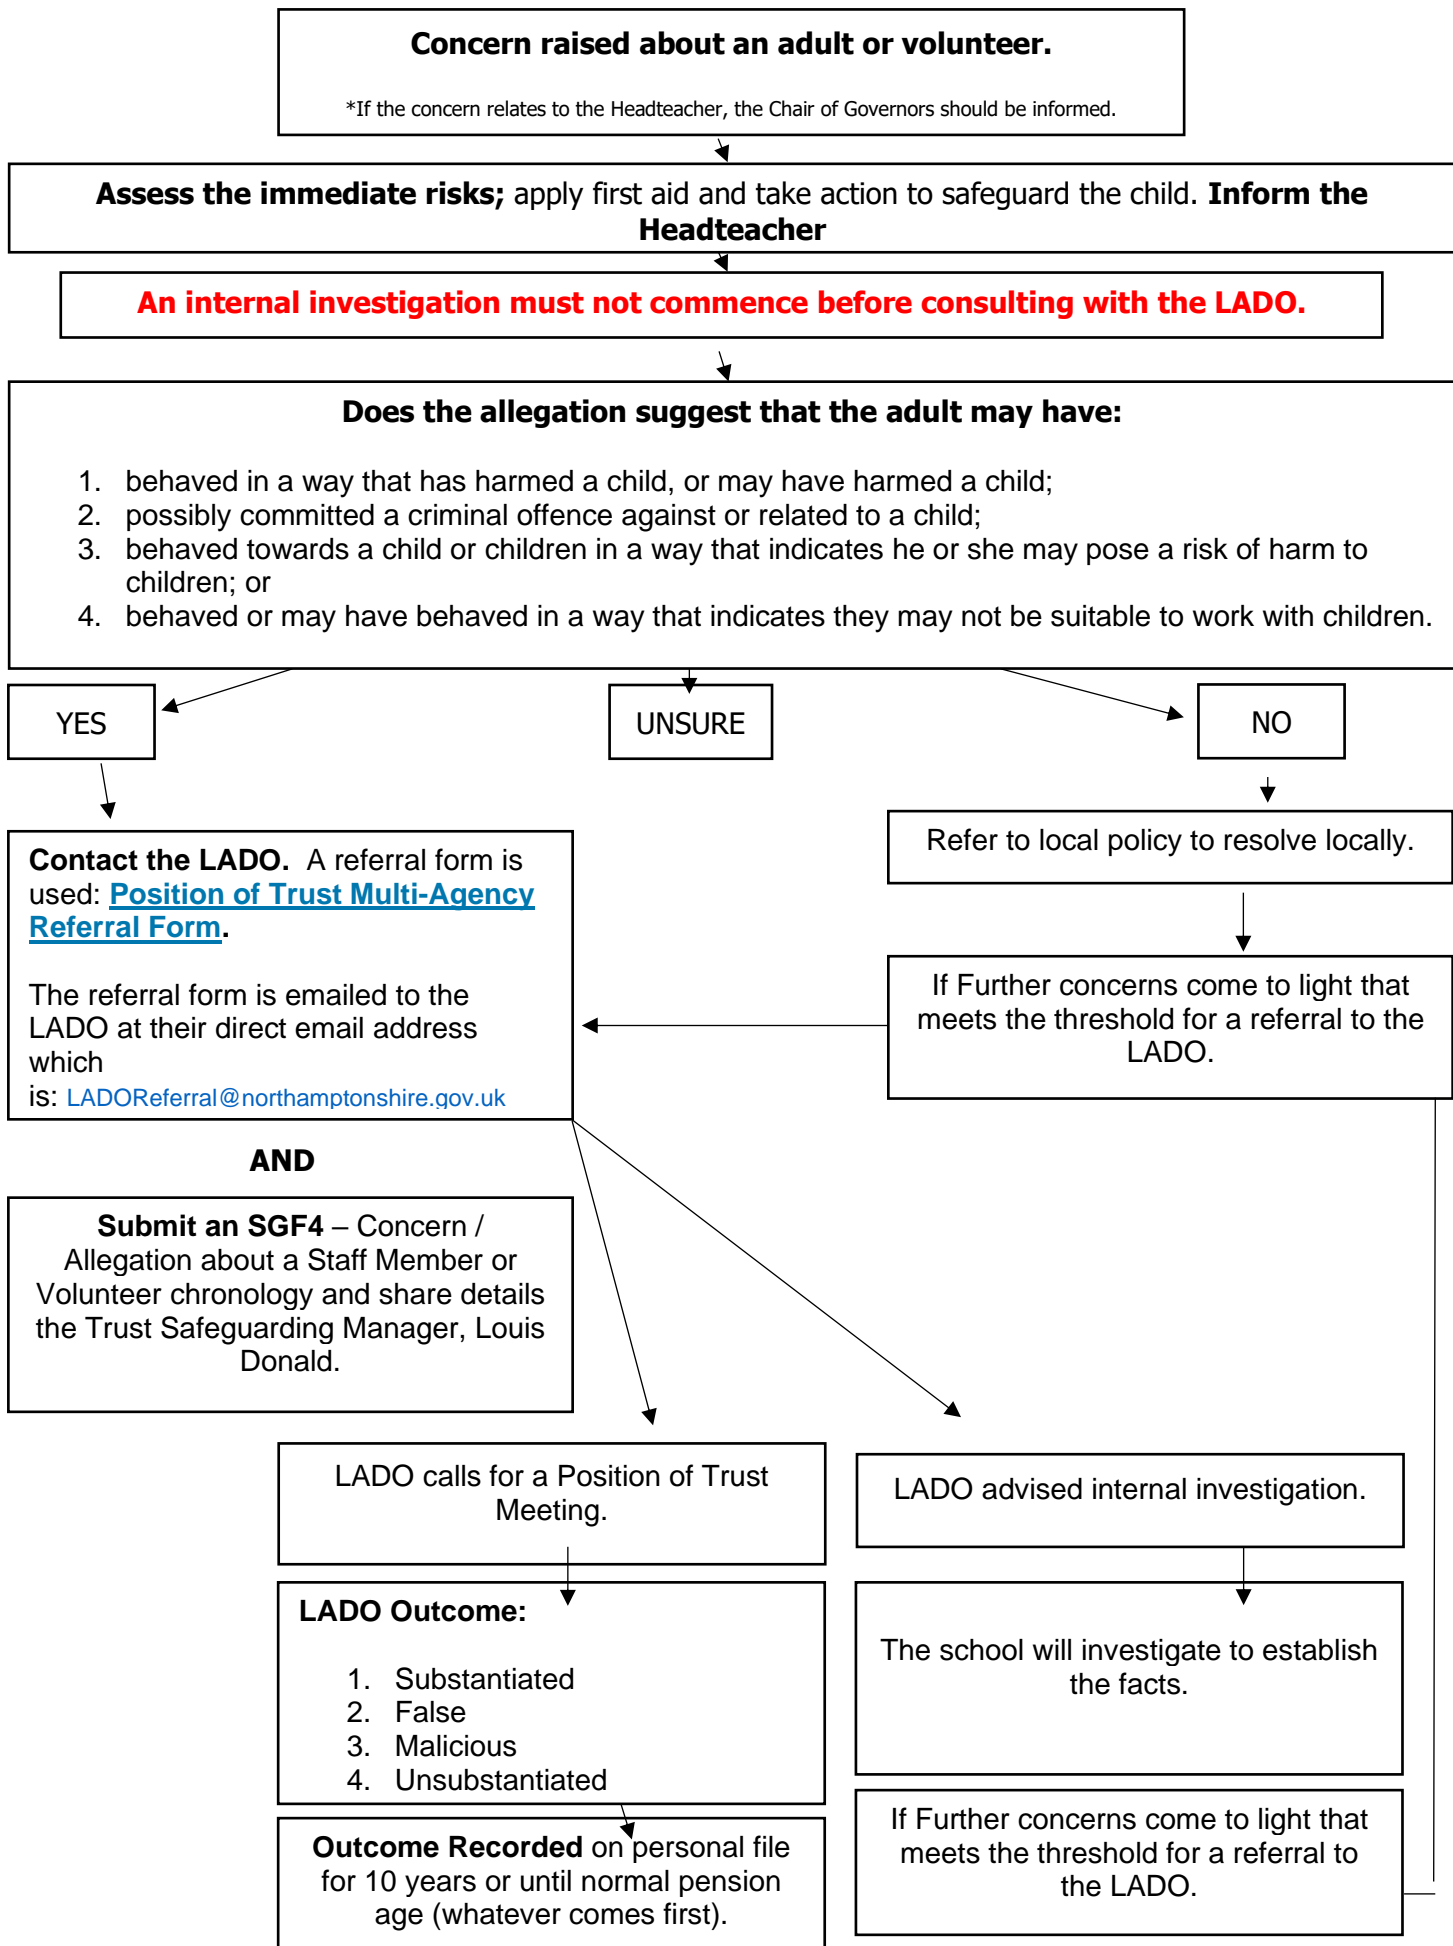 Concern raised about an adult or volunteer.
*If the concern relates to the Headteacher, the Chair of Governors should be informed.
Assess the immediate risks; apply first aid and take action to safeguard the child. Inform the
Headteacher
An internal investigation must not commence before consulting with the LADO.
Does the allegation suggest that the adult may have:
1. behaved in a way that has harmed a child, or may have harmed a child;
2. possibly committed a criminal offence against or related to a child;
3. behaved towards a child or children in a way that indicates he or she may pose a risk of harm to
children; or
4. behaved or may have behaved in a way that indicates they may not be suitable to work with children.
YES
UNSURE
NO
Contact the LADO. A referral form is
used: Position of Trust Multi-Agency
Referral Form.
The referral form is emailed to the
LADO at their direct email address
which
is: LADOReferral@northamptonshire.gov.uk
Refer to local policy to resolve locally.
If Further concerns come to light that
meets the threshold for a referral to the
LADO.
AND
Submit an SGF4 – Concern /
Allegation about a Staff Member or
Volunteer chronology and share details
the Trust Safeguarding Manager, Louis
Donald.
LADO calls for a Position of Trust
Meeting.
LADO advised internal investigation.
LADO Outcome:
1. Substantiated
2. False
3. Malicious
4. Unsubstantiated
The school will investigate to establish
the facts.
Outcome Recorded on personal file
for 10 years or until normal pension
age (whatever comes first).
If Further concerns come to light that
meets the threshold for a referral to
the LADO.